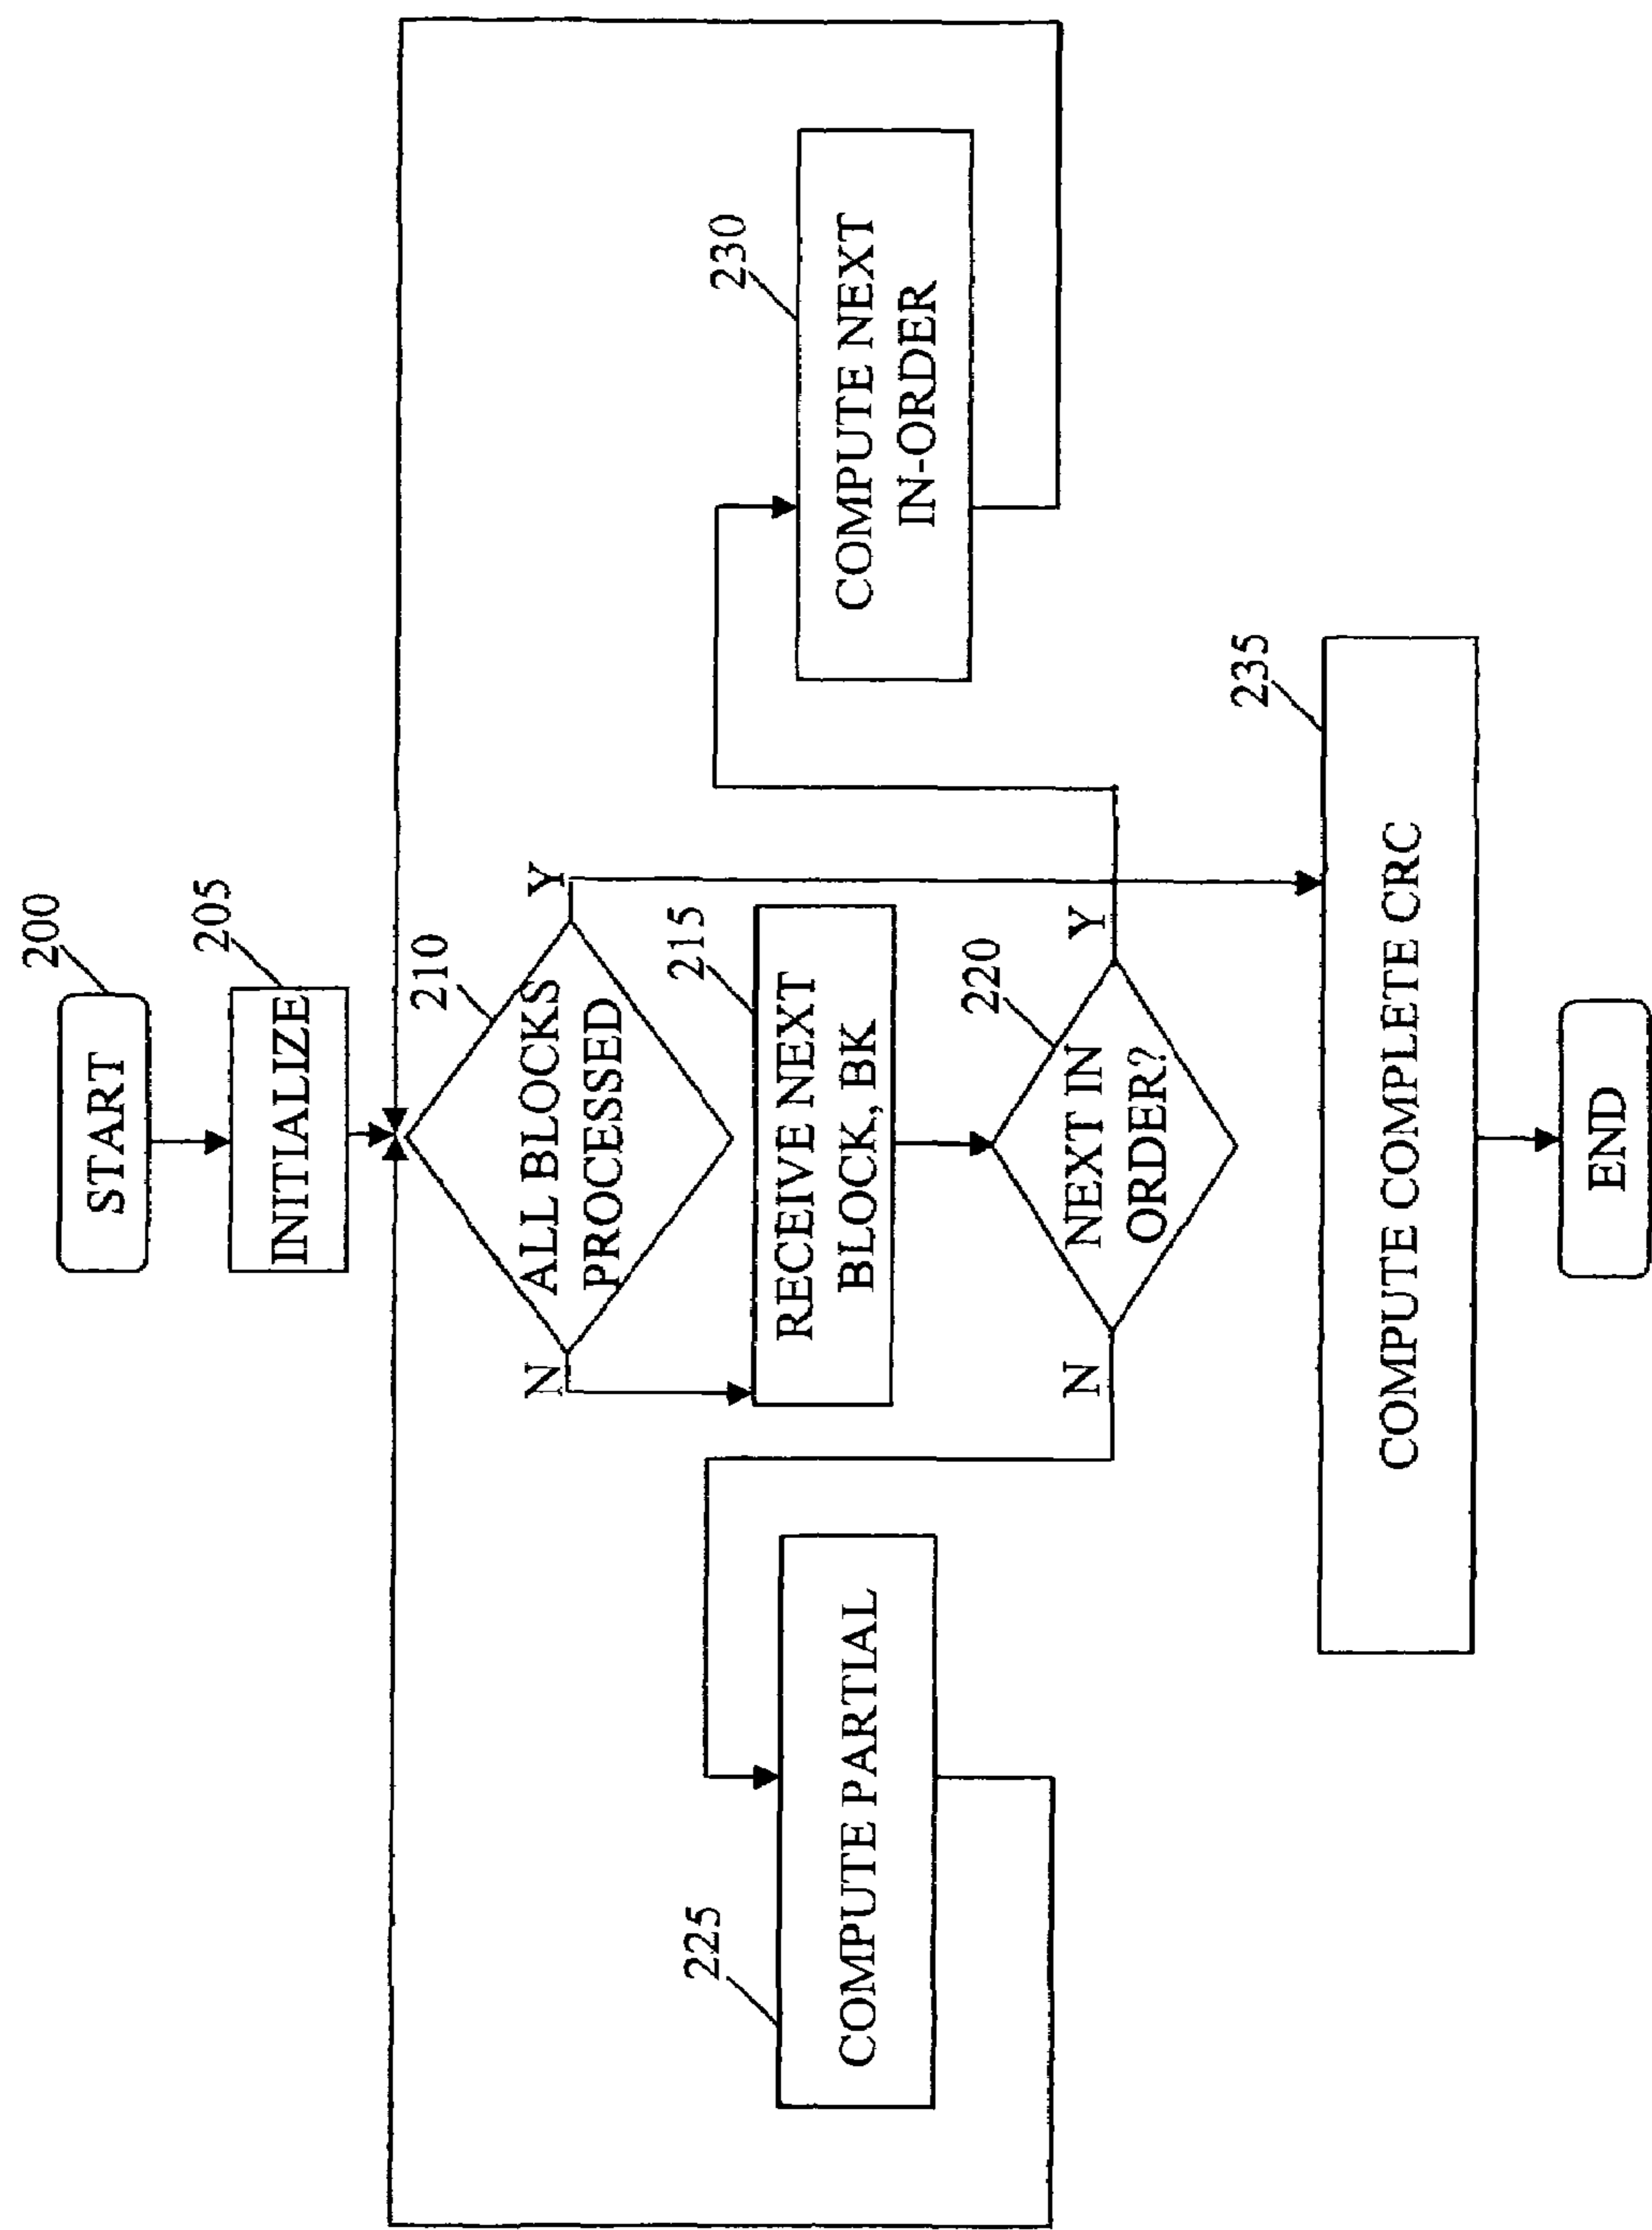 START
200
INITIALIZE
205
ALL BLOCKS
PROCESSED
210
N
Y
RECEIVE NEXT
BLOCK, BK
215
NEXT IN
ORDER?
220
N
Y
225
COMPUTE PARTIAL
230
COMPUTE NEXT
IN-ORDER
235
COMPUTE COMPLETE CRC
END